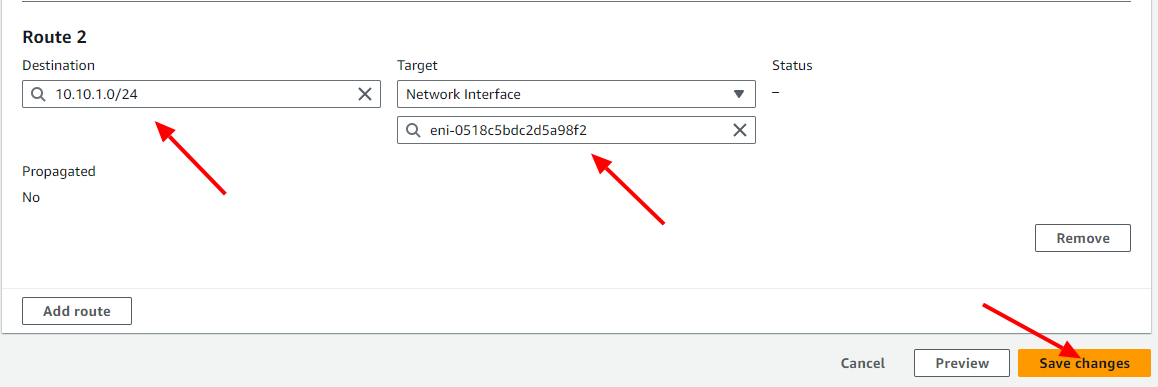 Route 2
Destination
Target
Status
10.10.1.0/24
Network Interface
–
eni-0518c5bdc2d5a98f2
Propagated
No
Remove
Add route
Cancel
Preview
Save changes